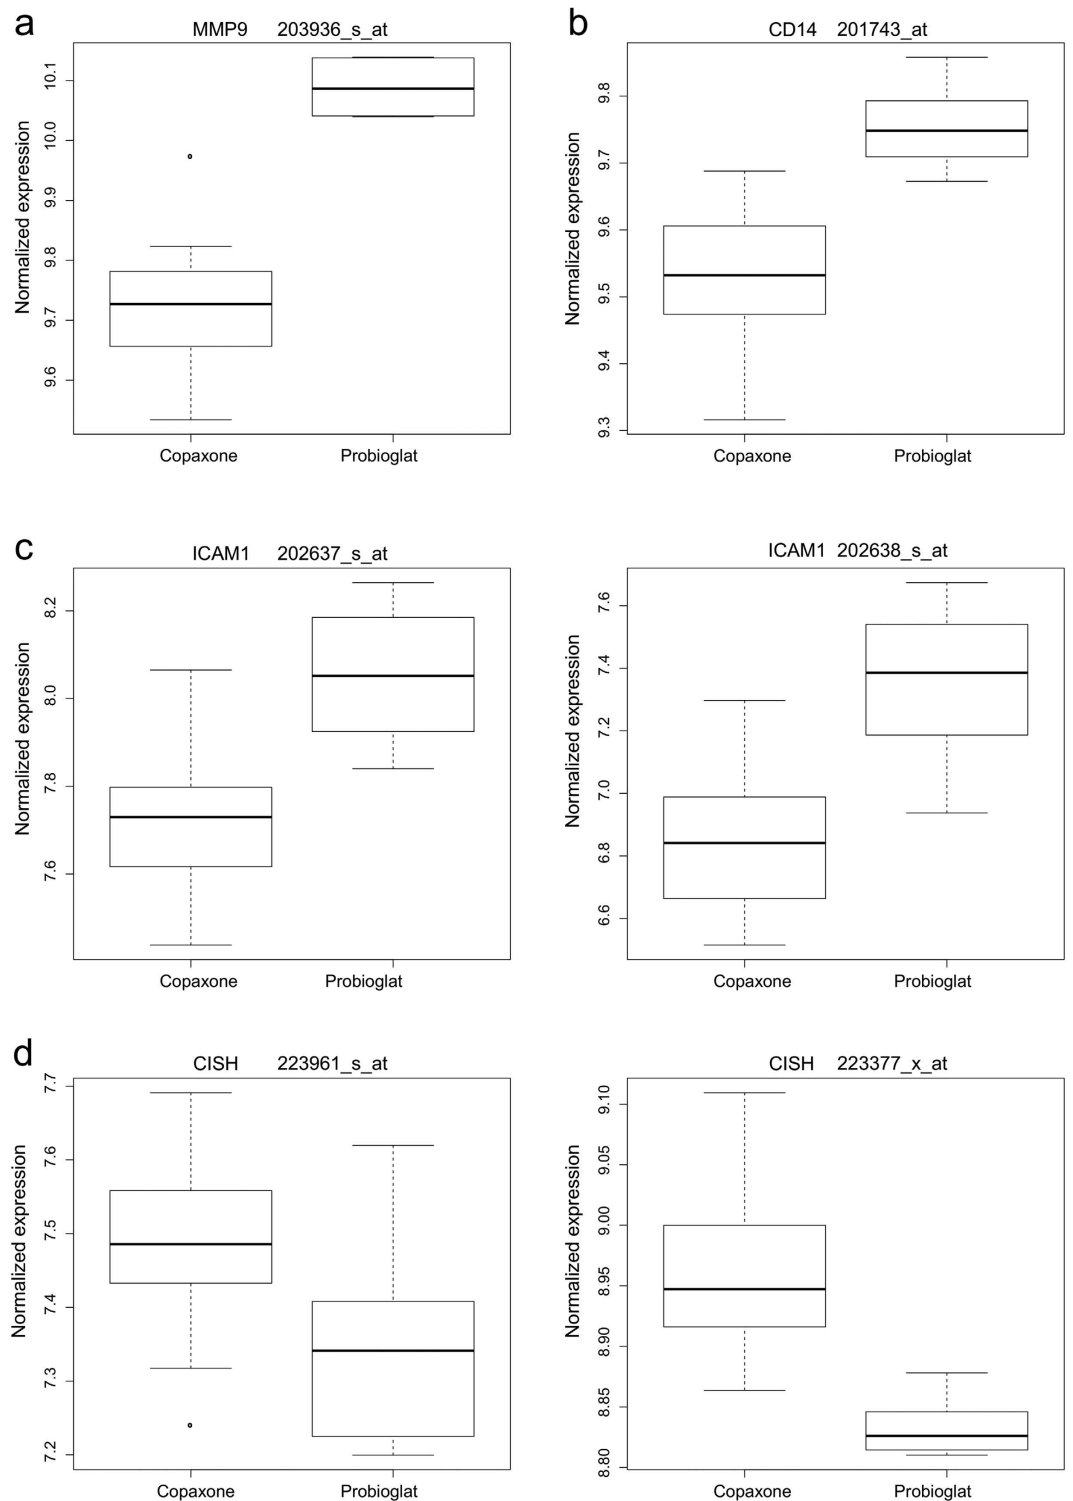 a
MMP9 203936_s_at
Normalized expression
10.1
10.0
9.9
9.8
9.7
9.6
Copaxone Probioglat
b
CD14 201743_at
Normalized expression
9.8
9.7
9.6
9.5
9.4
9.3
Copaxone Probioglat
c
ICAM1 202637_s_at
Normalized expression
8.2
8.0
7.8
7.6
Copaxone Probioglat
ICAM1 202638_s_at
Normalized expression
7.6
7.4
7.2
7.0
6.8
6.6
Copaxone Probioglat
d
CISH 223961_s_at
Normalized expression
7.7
7.6
7.5
7.4
7.3
7.2
Copaxone Probioglat
CISH 223377_x_at
Normalized expression
9.10
9.05
9.00
8.95
8.90
8.85
8.80
Copaxone Probioglat